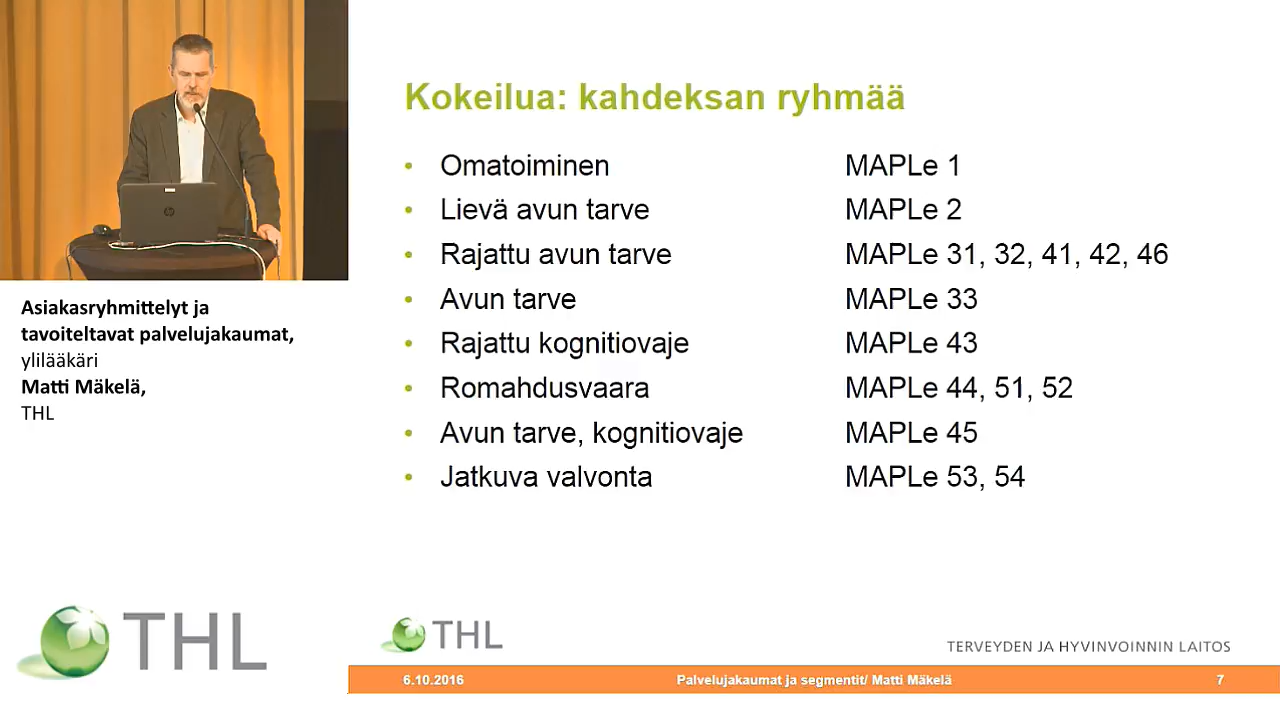 Kokeilua: kahdeksan ryhmää
• Omatoiminen MAPLe 1
• Lievä avun tarve MAPLe 2
• Rajattu avun tarve MAPLe 31, 32, 41, 42, 46
• Avun tarve MAPLe 33
• Rajattu kognitiovaje MAPLe 43
• Romahdusvaara MAPLe 44, 51, 52
• Avun tarve, kognitiovaje MAPLe 45
• Jatkuva valvonta MAPLe 53, 54
Asiakasryhmittelyt ja
tavoiteltavat palvelujakaumat,
ylilääkäri
Matti Mäkelä,
THL
THL
THL
TERVEYDEN JA HYVINVOINNIN LAITOS
6.10.2016 Palvelujakaumat ja segmentit/ Matti Mäkelä 7